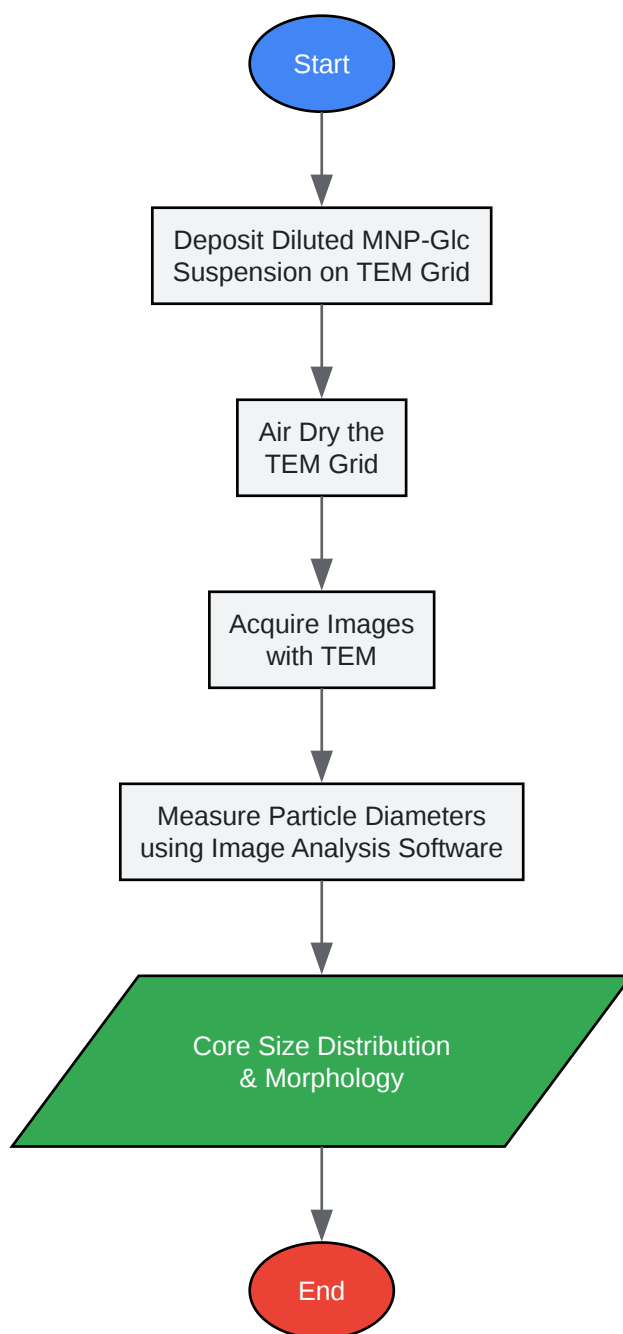 Start
Deposit Diluted MNP-Glc
Suspension on TEM Grid
Air Dry the
TEM Grid
Acquire Images
with TEM
Measure Particle Diameters
using Image Analysis Software
Core Size Distribution
& Morphology
End